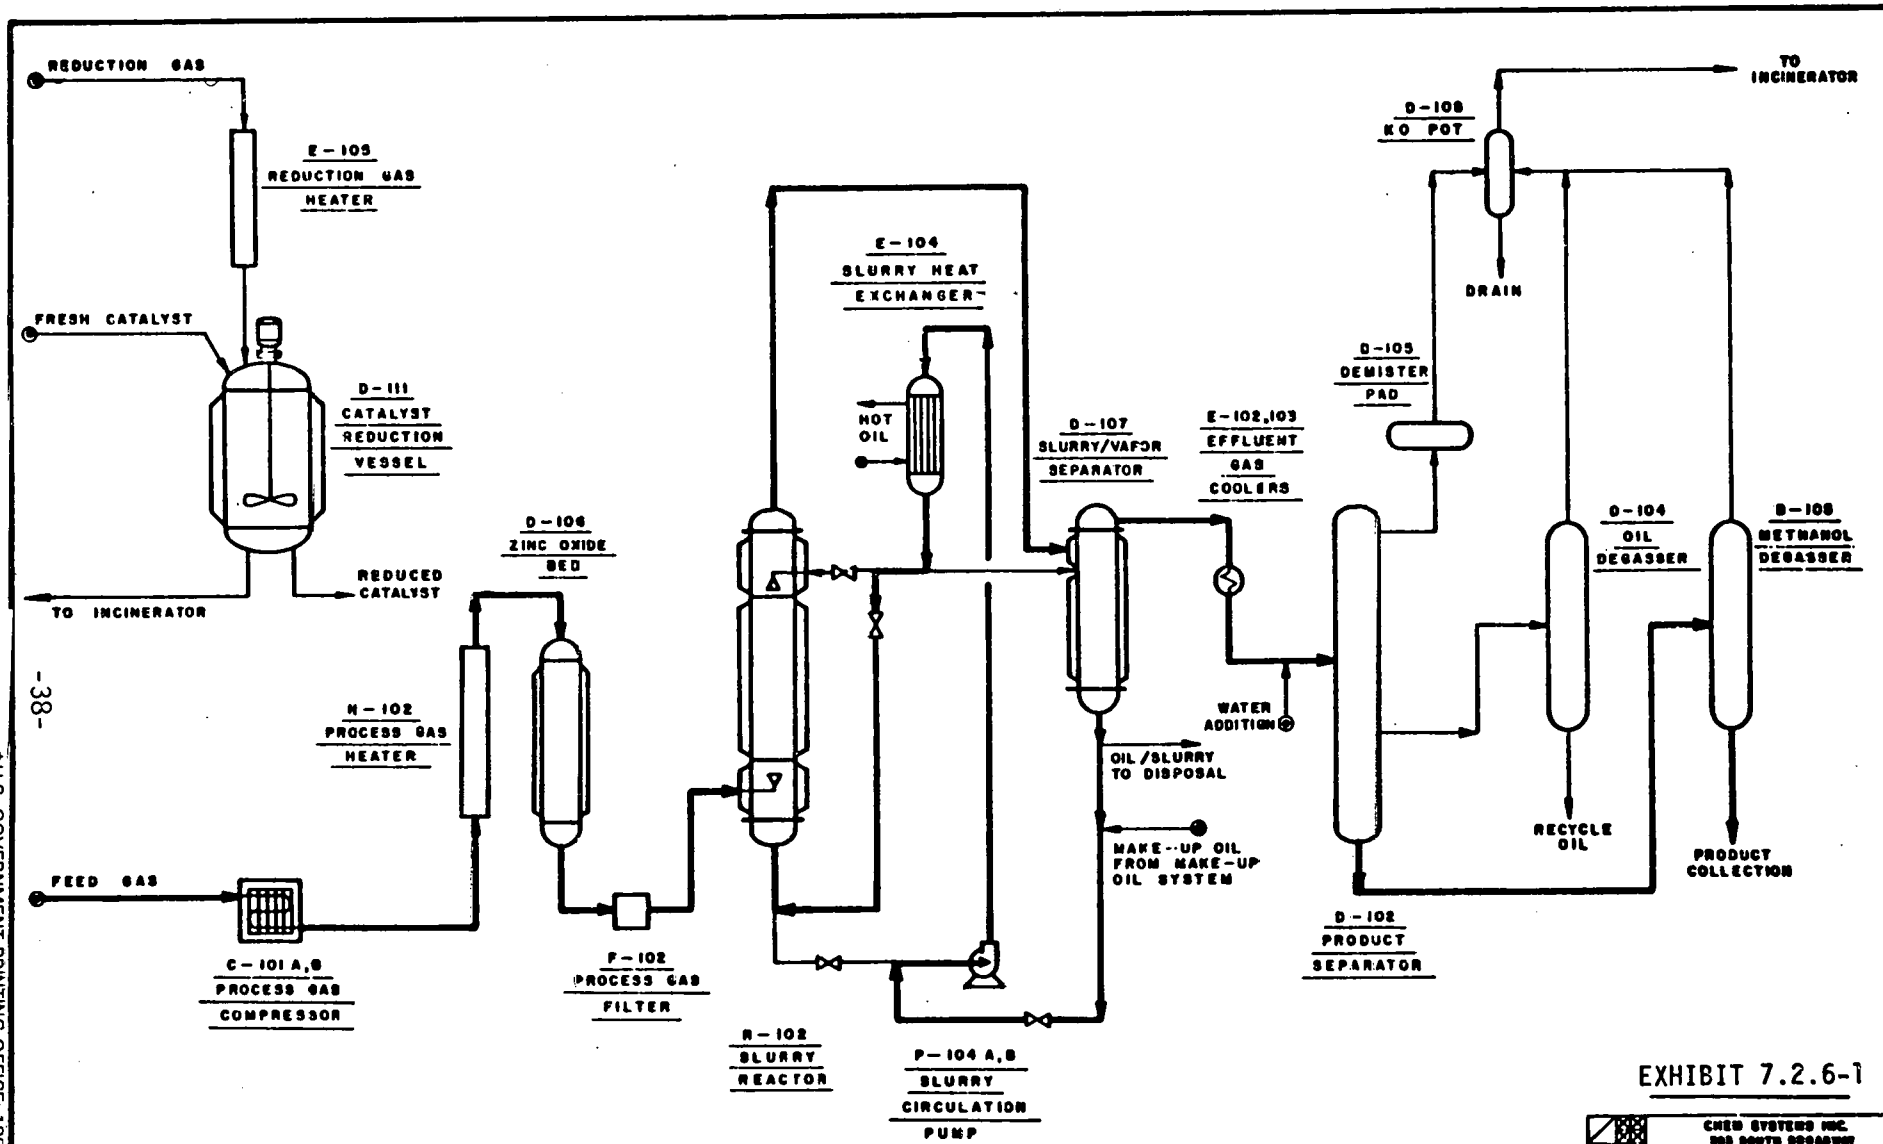 REDUCTION GAS
E-105
REDUCTION GAS
HEATER
FRESH CATALYST
D-111
CATALYST
REDUCTION
VESSEL
REDUCED
CATALYST
TO INCINERATOR
H-102
PROCESS GAS
HEATER
D-106
ZINC OXIDE
BED
FEED GAS
C-101 A,B
PROCESS GAS
COMPRESSOR
F-102
PROCESS GAS
FILTER
R-102
SLURRY
REACTOR
E-104
SLURRY HEAT
EXCHANGER
HOT
OIL
P-104 A,B
SLURRY
CIRCULATION
PUMP
D-107
SLURRY/VAPOR
SEPARATOR
OIL/SLURRY
TO DISPOSAL
MAKE-UP OIL
FROM MAKE-UP
OIL SYSTEM
E-102,103
EFFLUENT
GAS
COOLERS
WATER
ADDITION
D-102
PRODUCT
SEPARATOR
D-105
DEMISTER
PAD
D-108
KO POT
DRAIN
TO
INCINERATOR
D-104
OIL
DEGASSER
RECYCLE
OIL
METHANOL
DEGASSER
PRODUCT
COLLECTION
-38-
EXHIBIT 7.2.6-1
CHEM SYSTEMS INC.